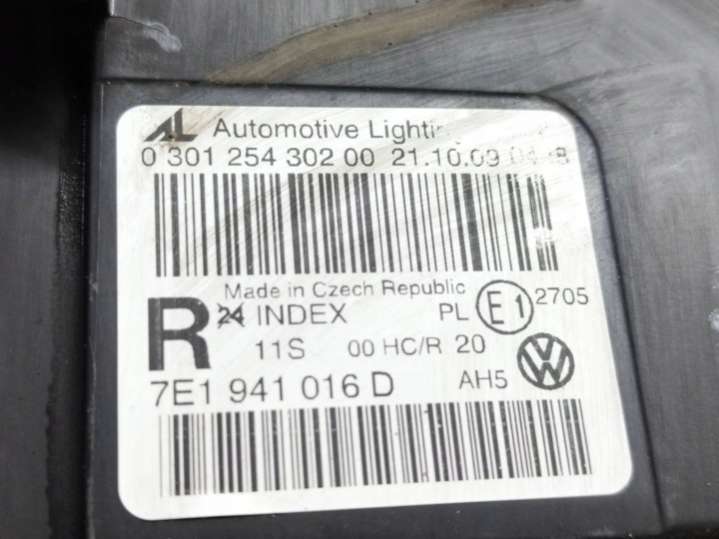 AL Automotive
0 301 254 302 00 21.10.09
Made in Czech Republic
R 24 INDEX PL E1 2705
11S 00 HC/R 20
7E1 941 016 D AH5